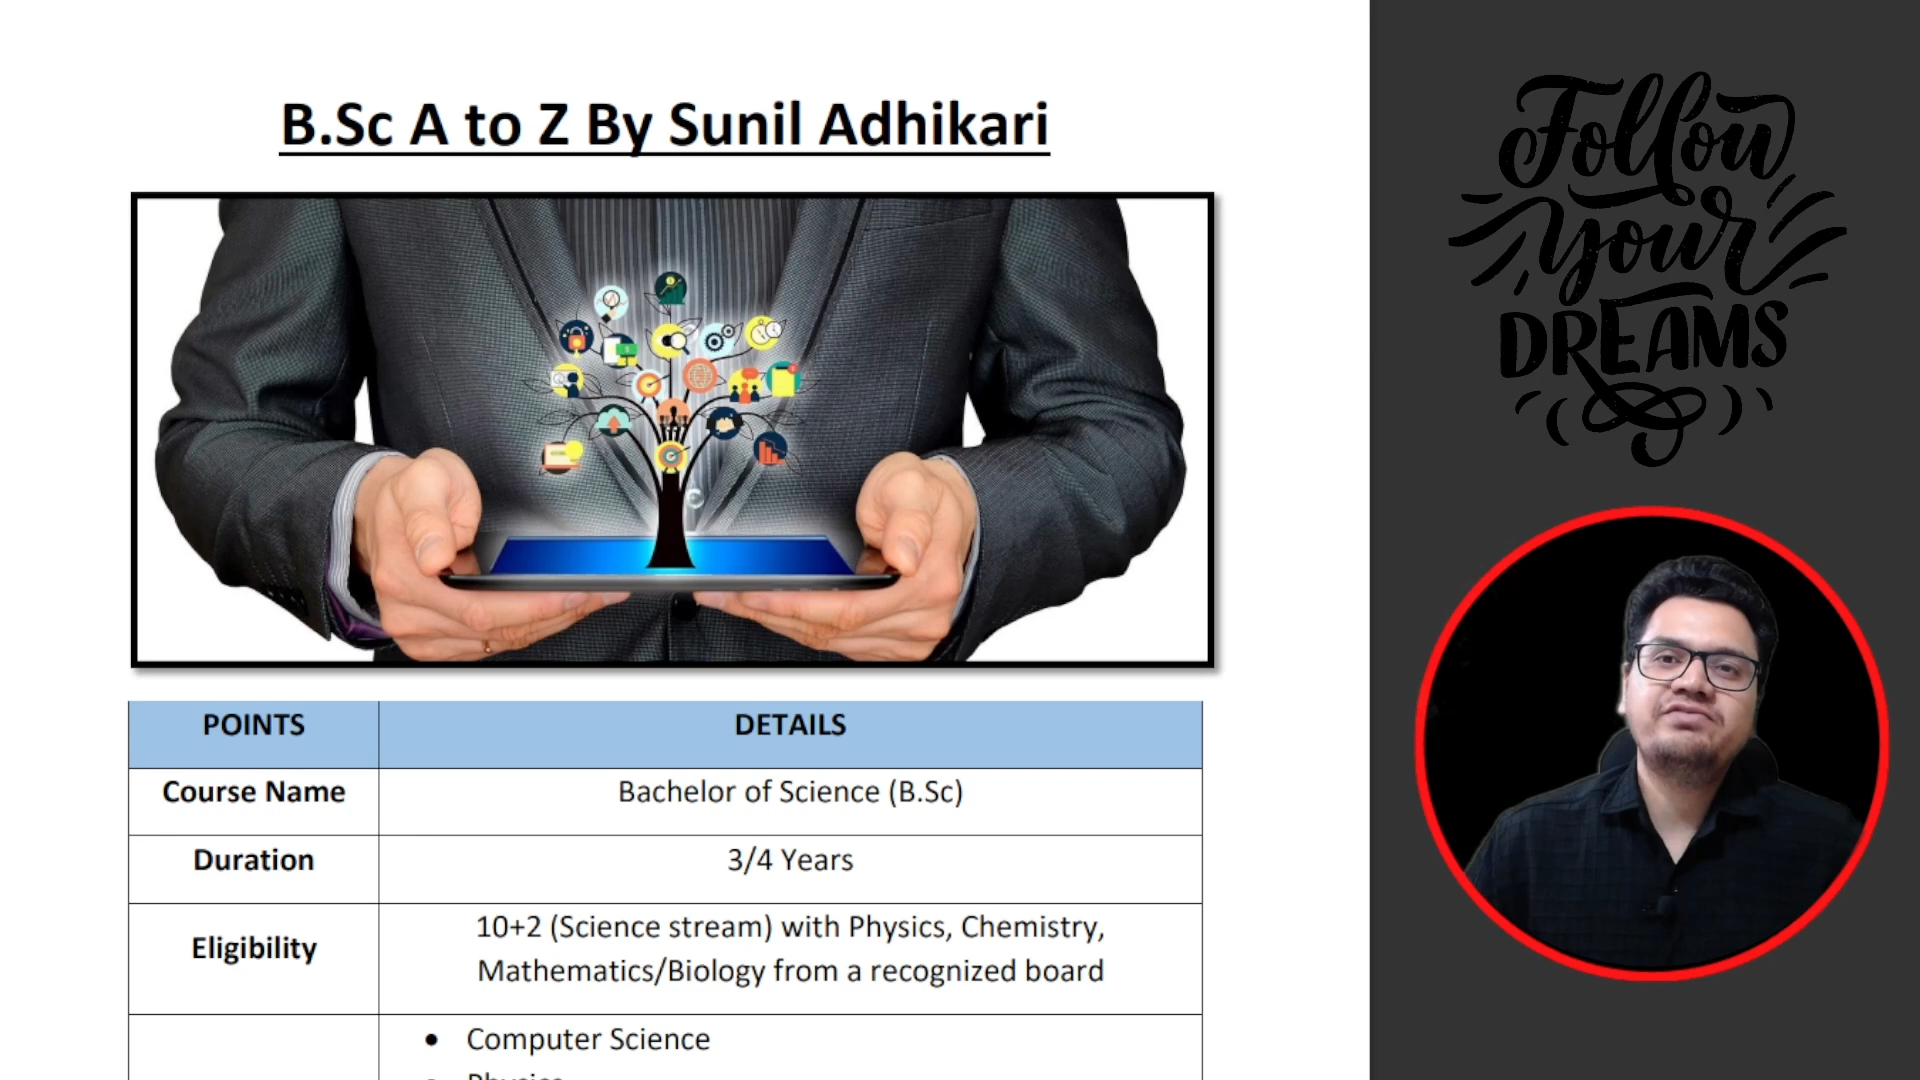 B.Sc A to Z By Sunil Adhikari
POINTS
DETAILS
Course Name
Bachelor of Science (B.Sc)
Duration
3/4 Years
Eligibility
10+2 (Science stream) with Physics, Chemistry,
Mathematics/Biology from a recognized board
• Computer Science
Follow
your
DREAMS